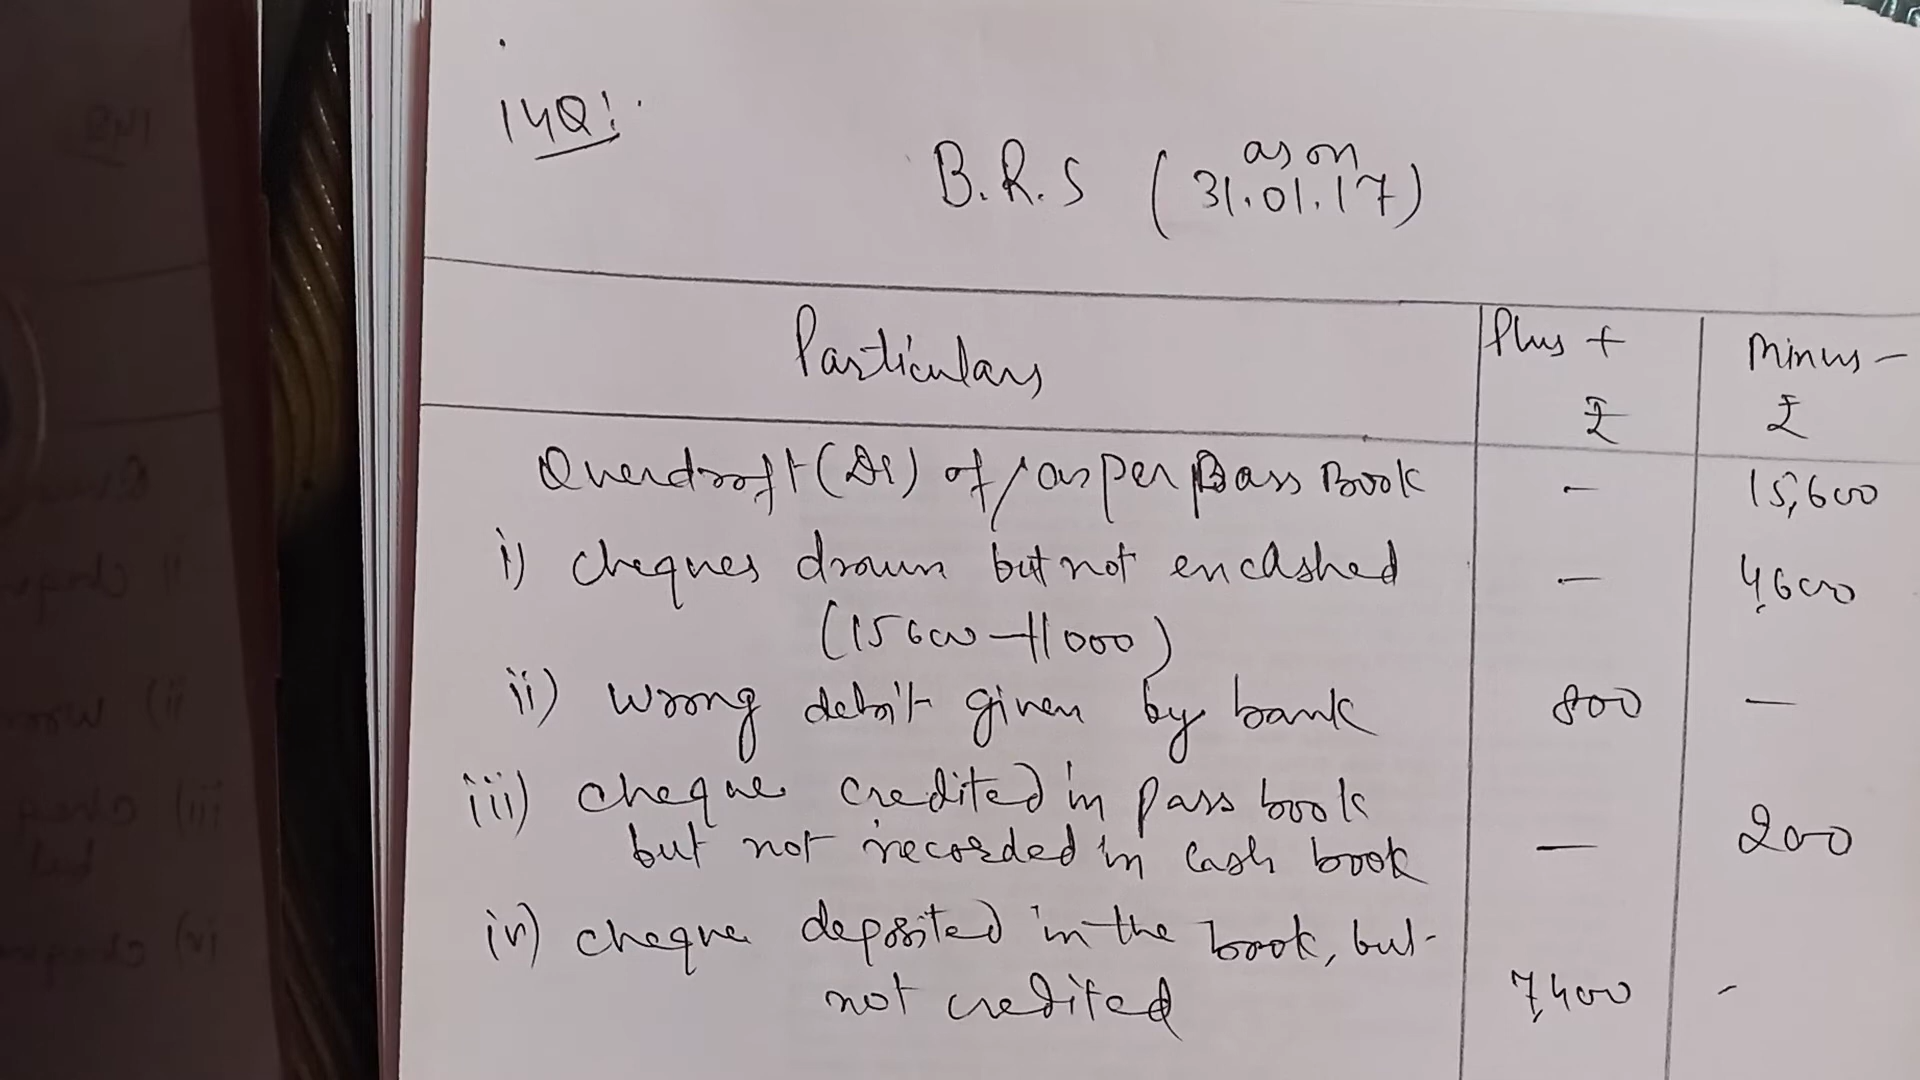 14Q!.
B.R.S ( as on
31.01.17)
Particulars
Plus +
₹
Minus –
₹
Overdraft (Dr) of / as per Pass Book – 15,600
i) cheques drawn but not encashed – 4,600
(15600 – 11000)
ii) wrong debit given by bank 800 –
iii) cheque credited in pass book
but not recorded in cash book – 200
iv) cheque deposited in the book, but
not credited 7,400 -